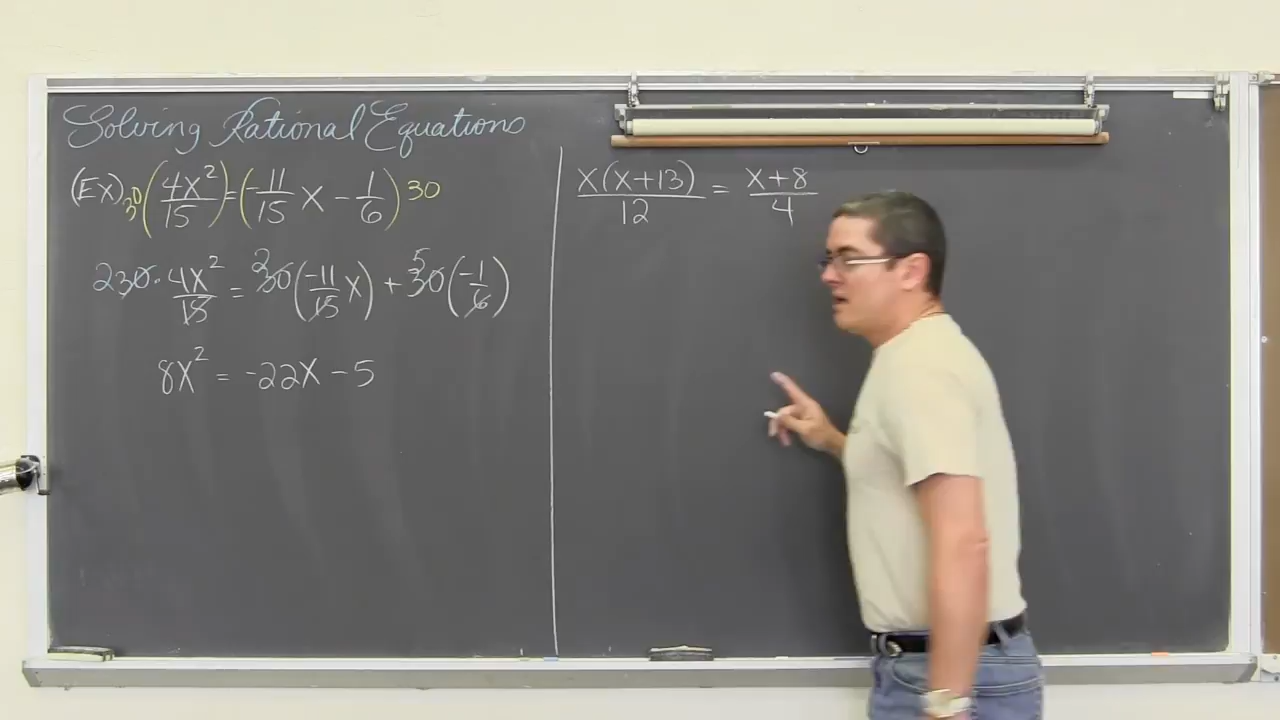 Solving Rational Equations
(Ex) 30(4x²/15) = (-11/15 x - 1/6) 30
2 30 · 4x²/15 = 2 30(-11/15 x) + 5 30(-1/6)
8x² = -22x - 5
x(x+13)/12 = x+8/4